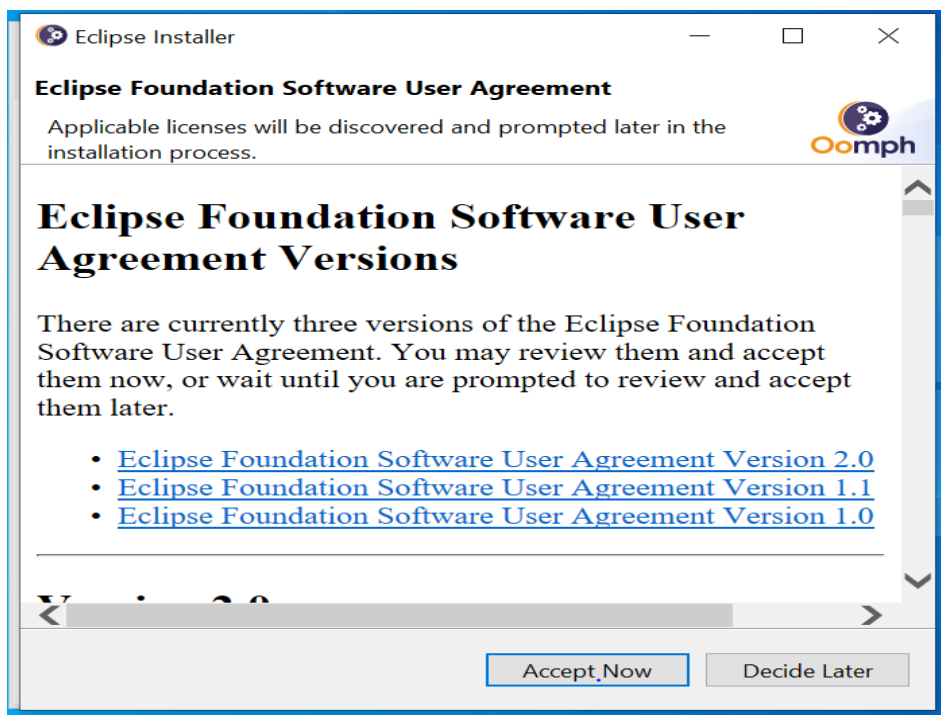 Eclipse Installer
Eclipse Foundation Software User Agreement
Applicable licenses will be discovered and prompted later in the
installation process.
Oomph
Eclipse Foundation Software User
Agreement Versions
There are currently three versions of the Eclipse Foundation
Software User Agreement. You may review them and accept
them now, or wait until you are prompted to review and accept
them later.
• Eclipse Foundation Software User Agreement Version 2.0
• Eclipse Foundation Software User Agreement Version 1.1
• Eclipse Foundation Software User Agreement Version 1.0
Accept Now
Decide Later